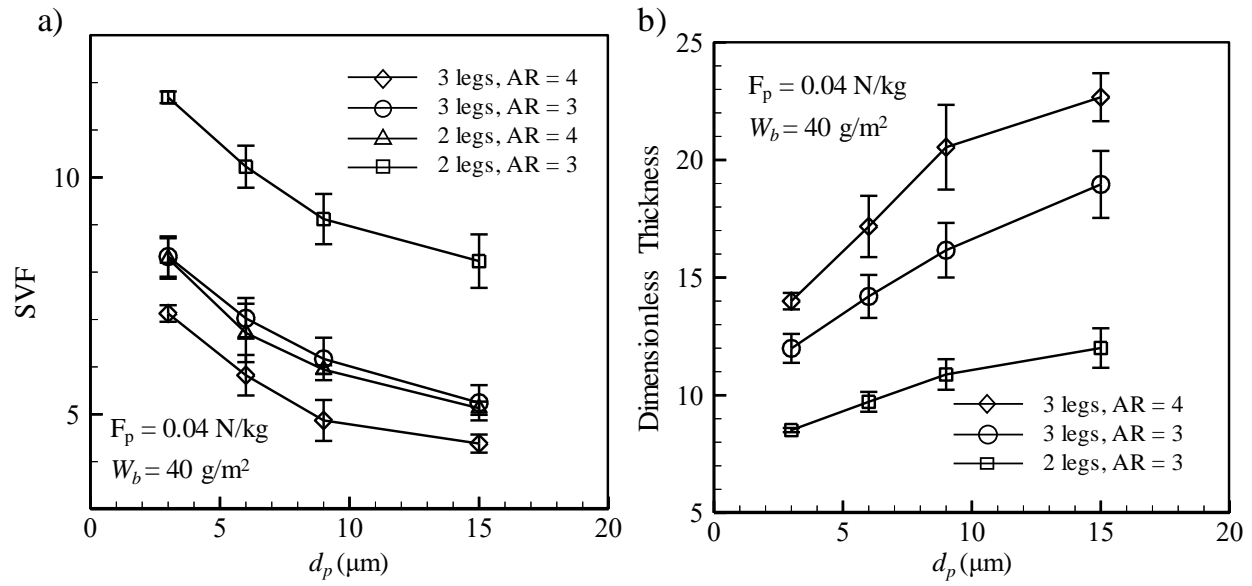 a)
SVF
10
5
0
5
10
15
20
d_p (μm)
3 legs, AR = 4
3 legs, AR = 3
2 legs, AR = 4
2 legs, AR = 3
F_p = 0.04 N/kg
W_b = 40 g/m²
b)
Dimensionless Thickness
25
20
15
10
5
0
5
10
15
20
d_p (μm)
F_p = 0.04 N/kg
W_b = 40 g/m²
3 legs, AR = 4
3 legs, AR = 3
2 legs, AR = 3